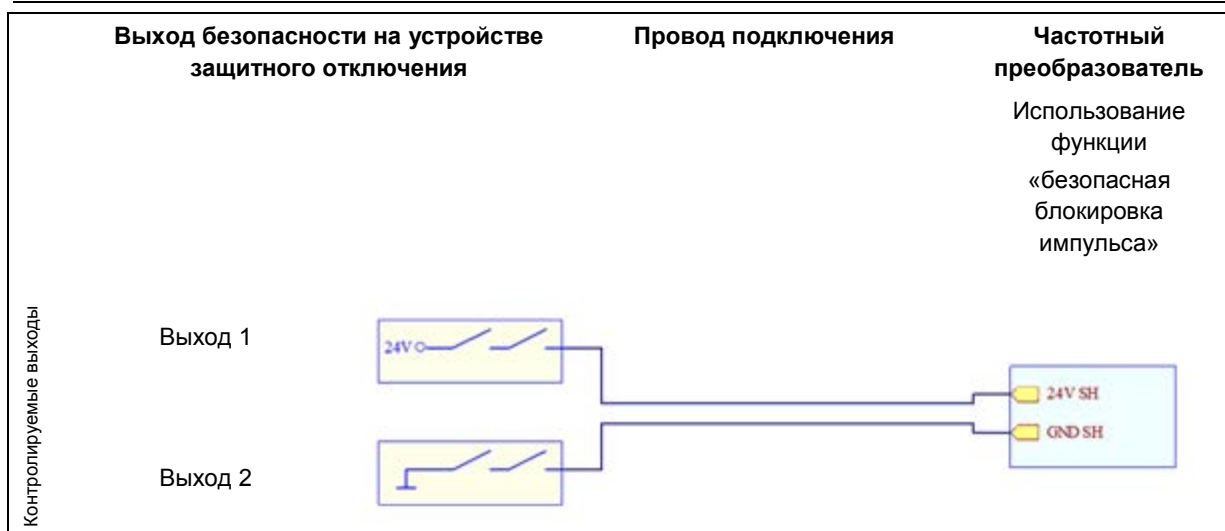 Выход безопасности на устройстве
защитного отключения
Провод подключения
Частотный
преобразователь
Использование
функции
«безопасная
блокировка
импульса»
Контролируемые выходы
Выход 1
24V
24V SH
GND SH
Выход 2